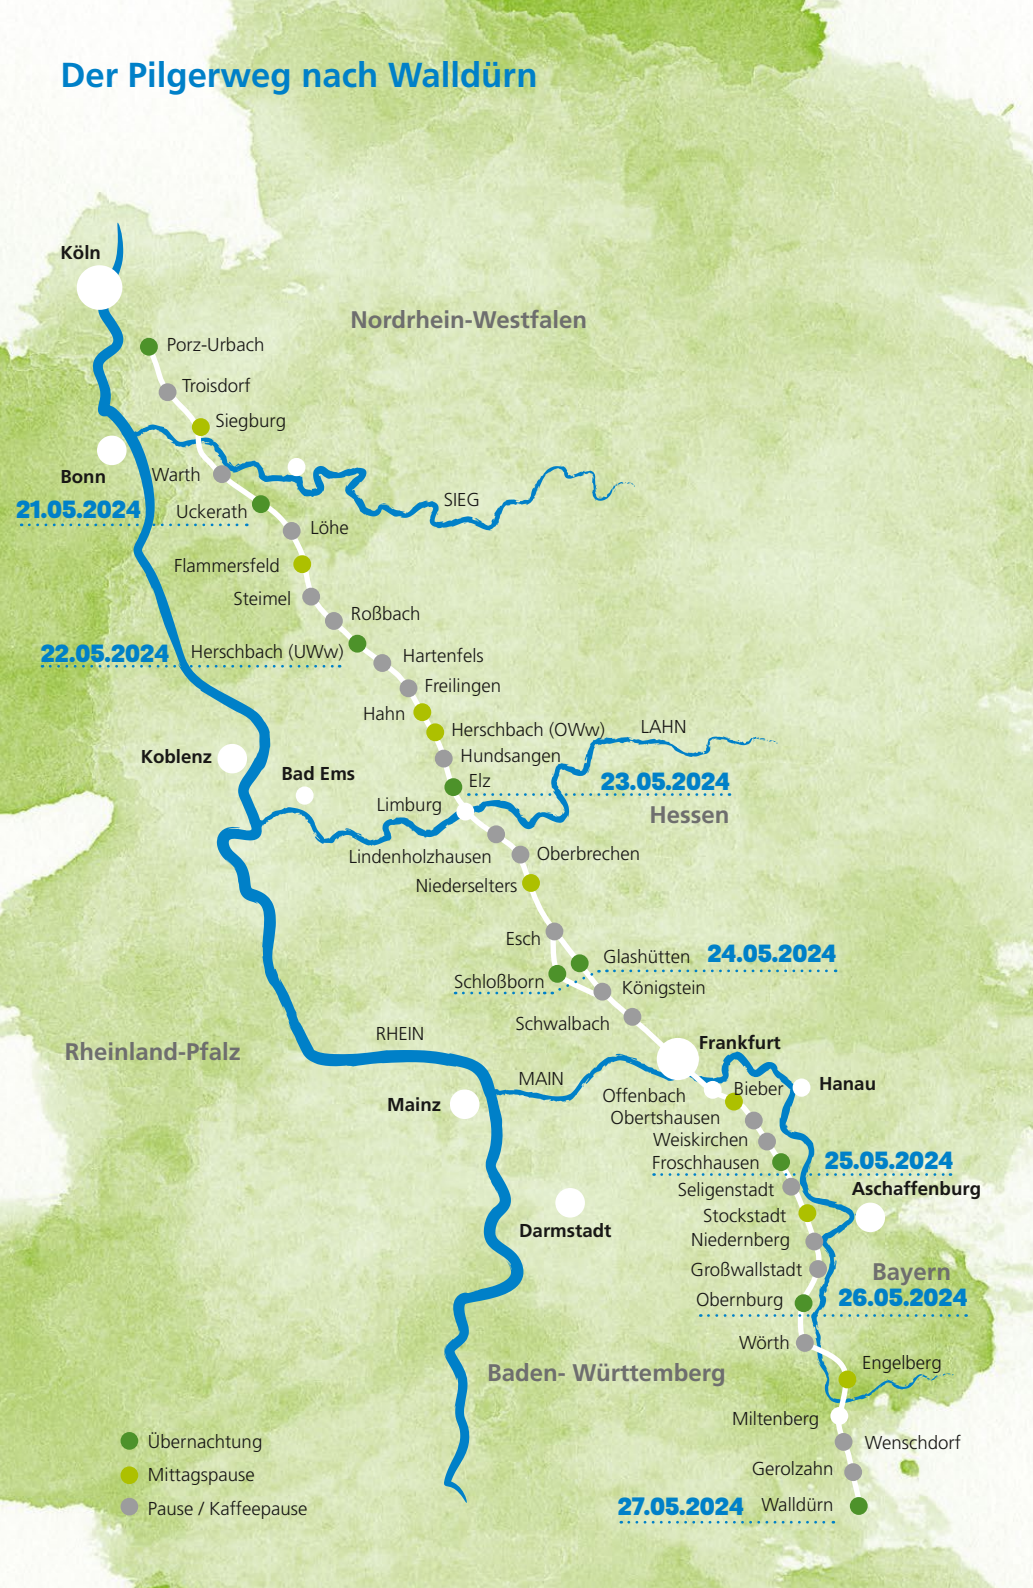 Der Pilgerweg nach Walldürn
Köln
Nordrhein-Westfalen
Porz-Urbach
Troisdorf
Siegburg
Bonn
Warth
SIEG
21.05.2024 Uckerath
Löhe
Flammersfeld
Steimel
Roßbach
22.05.2024 Herschbach (UWw)
Hartenfels
Freilingen
Hahn
Herschbach (OWw)
LAHN
Koblenz
Hundsangen
Bad Ems
Elz
23.05.2024
Limburg
Hessen
Lindenholzhausen
Oberbrechen
Niederselters
Esch
Glashütten 24.05.2024
Schloßborn
Königstein
Schwalbach
RHEIN
Frankfurt
Rheinland-Pfalz
MAIN
Hanau
Bieber
Offenbach
Mainz
Obertshausen
Weiskirchen
Froschhausen
25.05.2024
Seligenstadt
Aschaffenburg
Stockstadt
Darmstadt
Niedernberg
Großwallstadt
Bayern
Obernburg
26.05.2024
Wörth
Engelberg
Baden- Württemberg
Miltenberg
Wenschdorf
Gerolzahn
27.05.2024 Walldürn
Übernachtung
Mittagspause
Pause / Kaffeepause